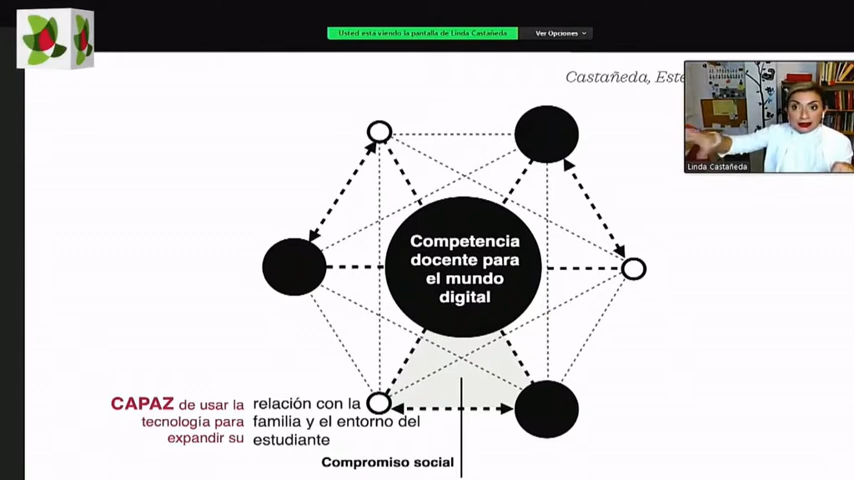 Usted está viendo la pantalla de Linda Castañeda
Ver Opciones
Castañeda, Este
Linda Castañeda
Competencia
docente para
el mundo
digital
CAPAZ de usar la
tecnología para
expandir su
relación con la
familia y el entorno del
estudiante
Compromiso social